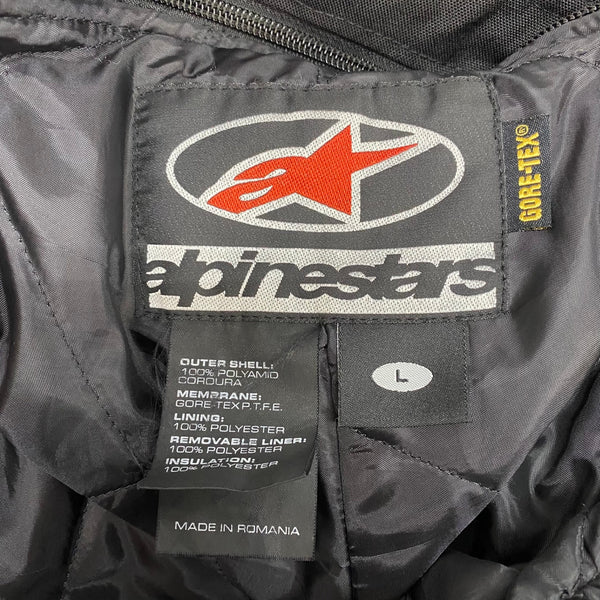 alpinestars
GORE-TEX®
L
OUTER SHELL:
100% POLYAMID
CORDURA
MEMBRANE:
GORE-TEX P.T.F.E.
LINING:
100% POLYESTER
REMOVABLE LINER:
100% POLYESTER
INSULATION:
100% POLYESTER
MADE IN ROMANIA